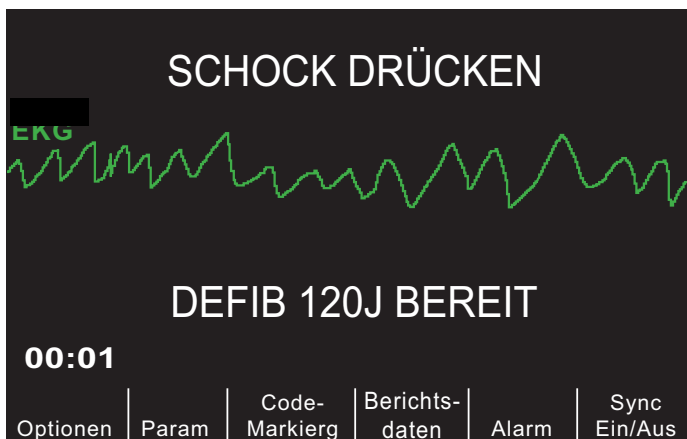 SCHOCK DRÜCKEN
EKG
DEFIB 120J BEREIT
00:01
Optionen
Param
Code-
Markierg
Berichts-
daten
Alarm
Sync
Ein/Aus